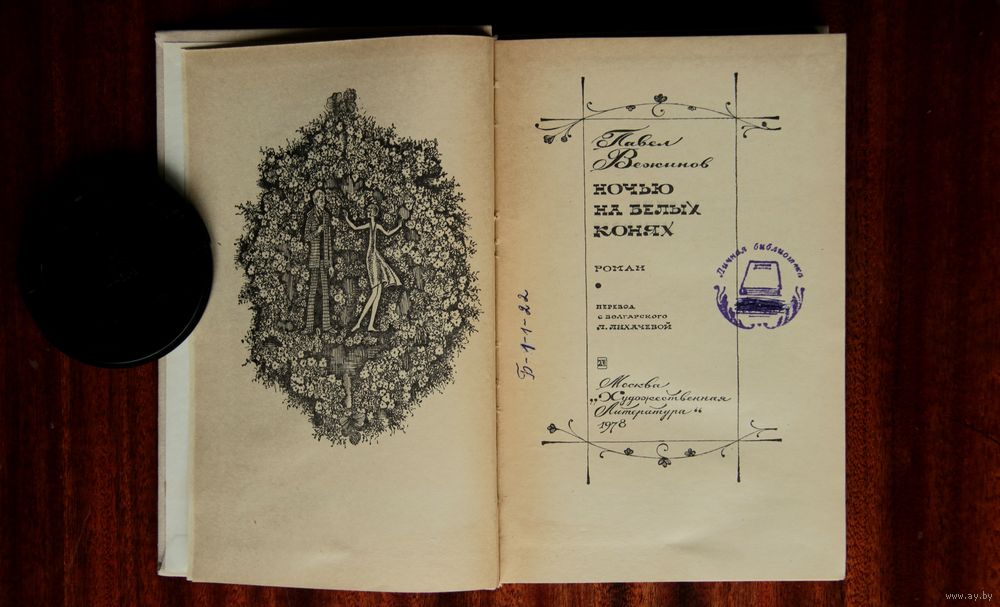 Павел
Вежинов
НОЧЬЮ
НА БЕЛЫХ
КОНЯХ
РОМАН
ПЕРЕВОД
С БОЛГАРСКОГО
Л. ЛИХАЧЕВОЙ
Москва
„Художественная
Литература“
1978
Личная библиотека
Б-1-1-22
www.ay.by